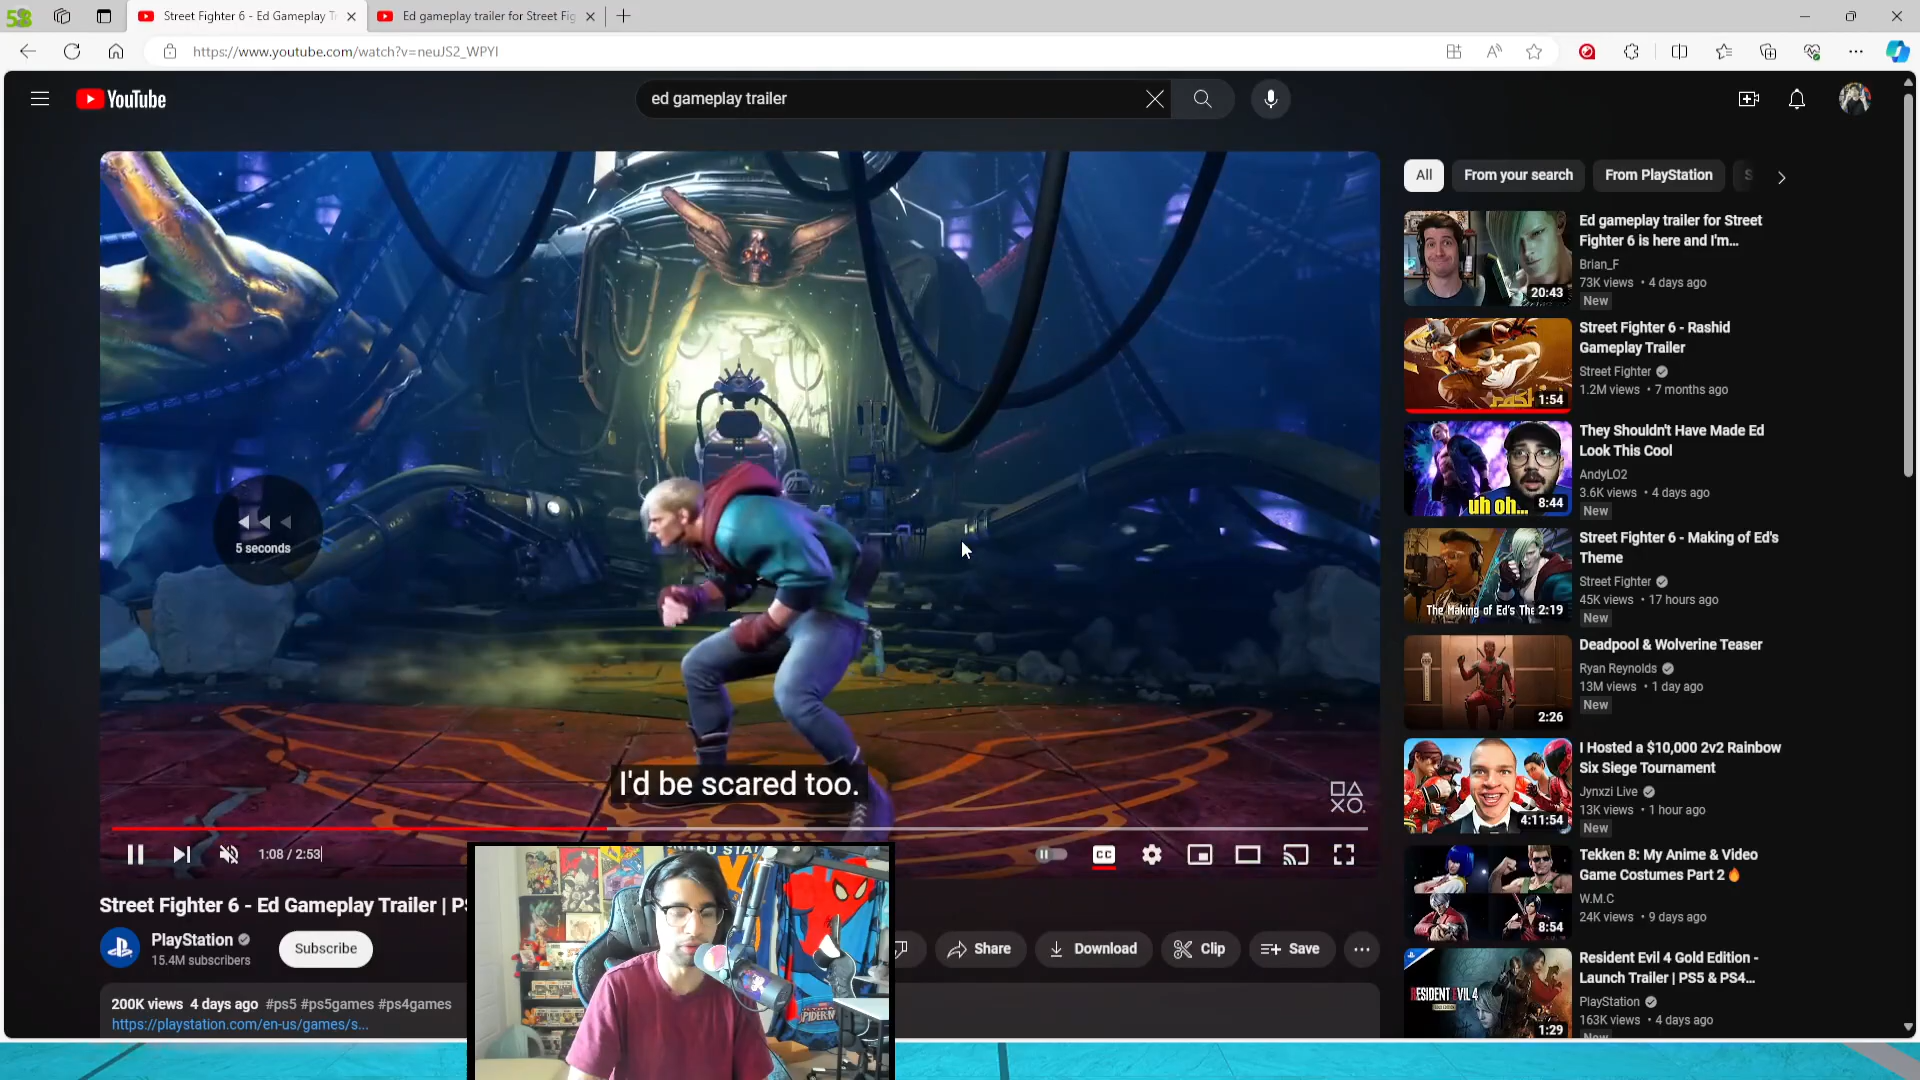 Street Fighter 6 - Ed Gameplay Tr
Ed gameplay trailer for Street Fig
https://www.youtube.com/watch?v=neuJS2_WPYI
YouTube
ed gameplay trailer
5 seconds
I'd be scared too.
1:08 / 2:53
CC
Street Fighter 6 - Ed Gameplay Trailer | PS
PlayStation
15.4M subscribers
Subscribe
Share
Download
Clip
Save
200K views 4 days ago #ps5 #ps5games #ps4games
https://playstation.com/en-us/games/s...
All
From your search
From PlayStation
Ed gameplay trailer for Street
Fighter 6 is here and I'm...
Brian_F
73K views • 4 days ago
New
20:43
Street Fighter 6 - Rashid
Gameplay Trailer
Street Fighter
1.2M views • 7 months ago
1:54
They Shouldn't Have Made Ed
Look This Cool
AndyLO2
3.6K views • 4 days ago
New
uh oh...
8:44
Street Fighter 6 - Making of Ed's
Theme
Street Fighter
45K views • 17 hours ago
New
The Making of Ed's The
2:19
Deadpool & Wolverine Teaser
Ryan Reynolds
13M views • 1 day ago
New
2:26
I Hosted a $10,000 2v2 Rainbow
Six Siege Tournament
Jynxzi Live
13K views • 1 hour ago
New
4:11:54
Tekken 8: My Anime & Video
Game Costumes Part 2
W.M.C
24K views • 9 days ago
8:54
Resident Evil 4 Gold Edition -
Launch Trailer | PS5 & PS4...
PlayStation
163K views • 4 days ago
RESIDENT EVIL 4
1:29